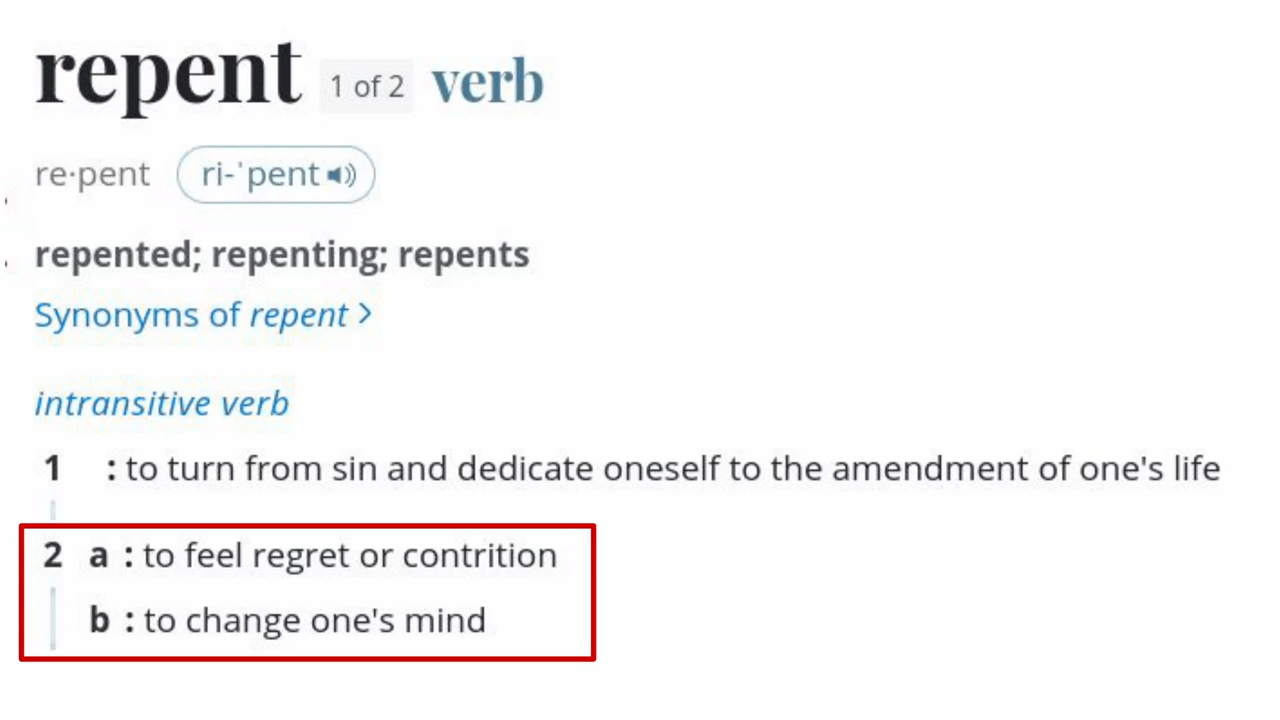 repent 1 of 2 verb
re·pent ri-ˈpent
repented; repenting; repents
Synonyms of repent >
intransitive verb
1 : to turn from sin and dedicate oneself to the amendment of one's life
2 a : to feel regret or contrition
b : to change one's mind